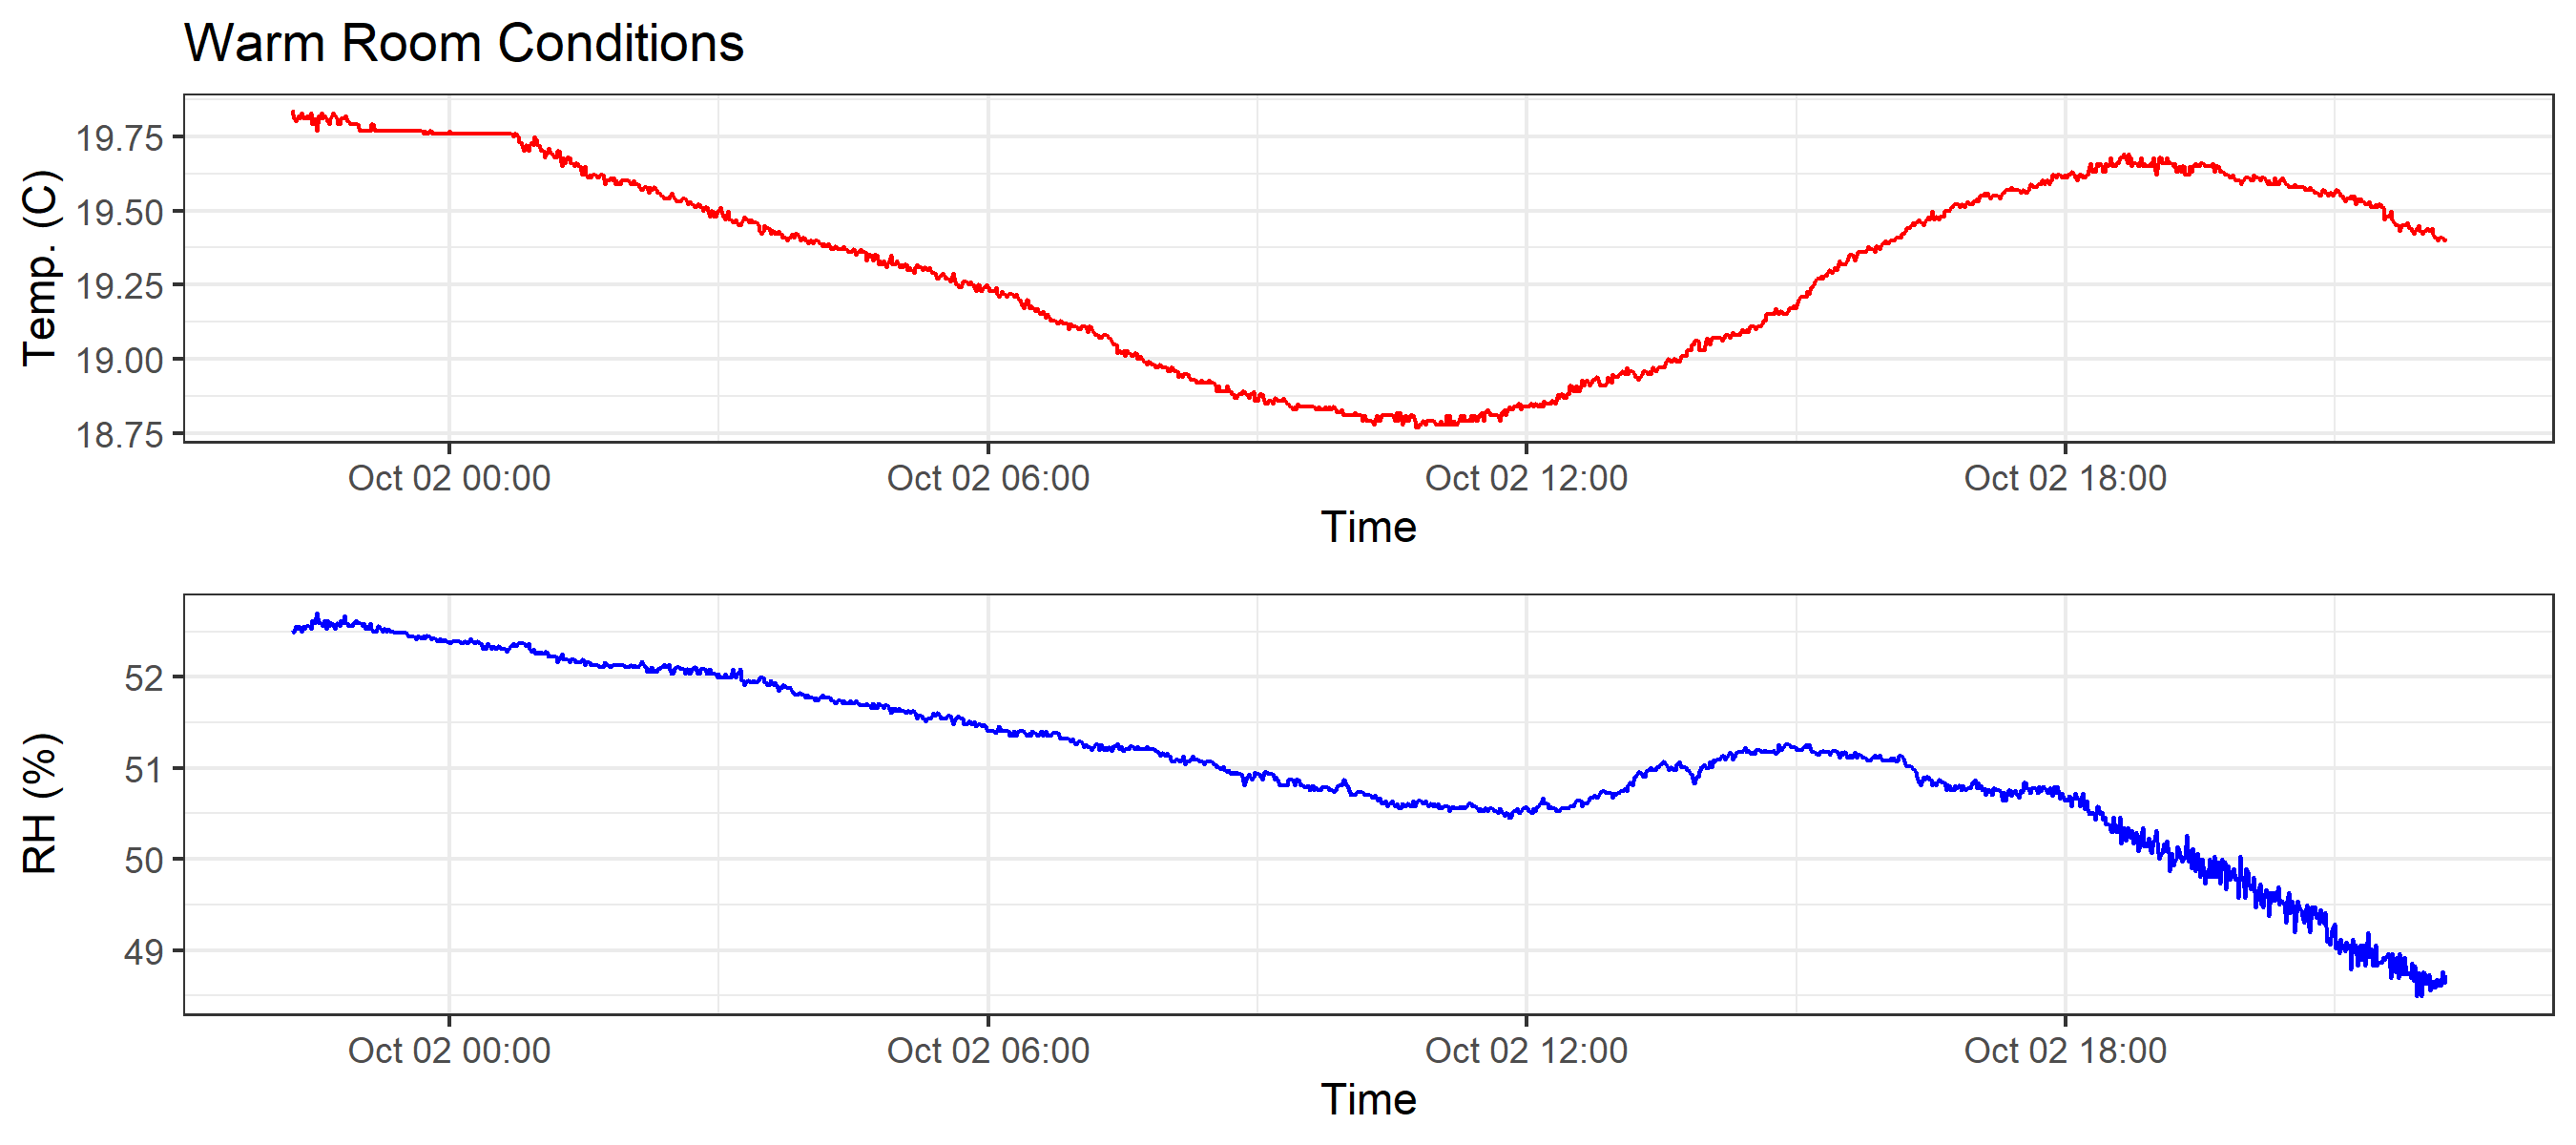 Warm Room Conditions
Temp. (C)
19.75
19.50
19.25
19.00
18.75
Oct 02 00:00 Oct 02 06:00 Oct 02 12:00 Oct 02 18:00
Time
RH (%)
52
51
50
49
Oct 02 00:00 Oct 02 06:00 Oct 02 12:00 Oct 02 18:00
Time